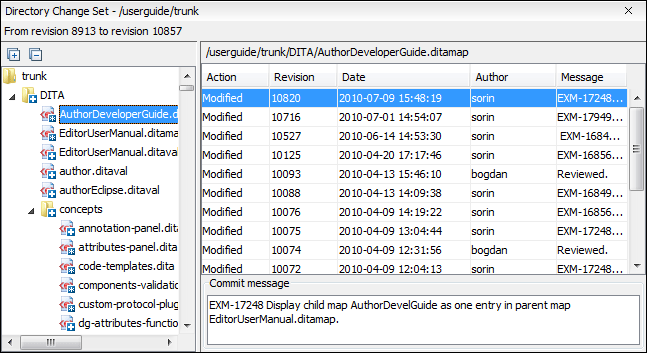 Directory Change Set - /userguide/trunk
From revision 8913 to revision 10857
trunk
DITA
AuthorDeveloperGuide.d
EditorUserManual.ditama
EditorUserManual.ditaval
author.ditaval
authorEclipse.ditaval
concepts
annotation-panel.dita
attributes-panel.dita
code-templates.dita
components-validatio
custom-protocol-plug
dg-attributes-functio
/userguide/trunk/DITA/AuthorDeveloperGuide.ditamap
Action Revision Date Author Message
Modified 10820 2010-07-09 15:48:19 sorin EXM-17248...
Modified 10716 2010-07-01 14:54:07 sorin EXM-17949...
Modified 10527 2010-06-14 14:53:30 sorin EXM-1684...
Modified 10125 2010-04-20 17:17:46 sorin EXM-16856...
Modified 10093 2010-04-13 15:46:10 bogdan Reviewed.
Modified 10088 2010-04-13 14:09:38 sorin EXM-16849...
Modified 10076 2010-04-09 14:19:22 sorin EXM-16856...
Modified 10075 2010-04-09 13:04:44 sorin EXM-17248...
Modified 10074 2010-04-09 12:31:56 bogdan Reviewed.
Modified 10072 2010-04-09 12:04:13 sorin EXM-17248...
Commit message
EXM-17248 Display child map AuthorDevelGuide as one entry in parent map
EditorUserManual.ditamap.